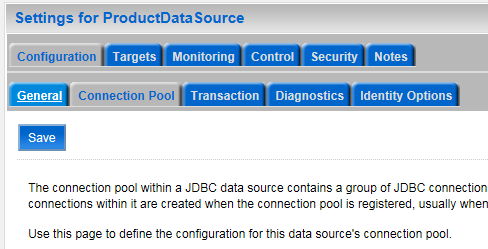 Settings for ProductDataSource
Configuration Targets Monitoring Control Security Notes
General Connection Pool Transaction Diagnostics Identity Options
Save
The connection pool within a JDBC data source contains a group of JDBC connection
connections within it are created when the connection pool is registered, usually when
Use this page to define the configuration for this data source's connection pool.